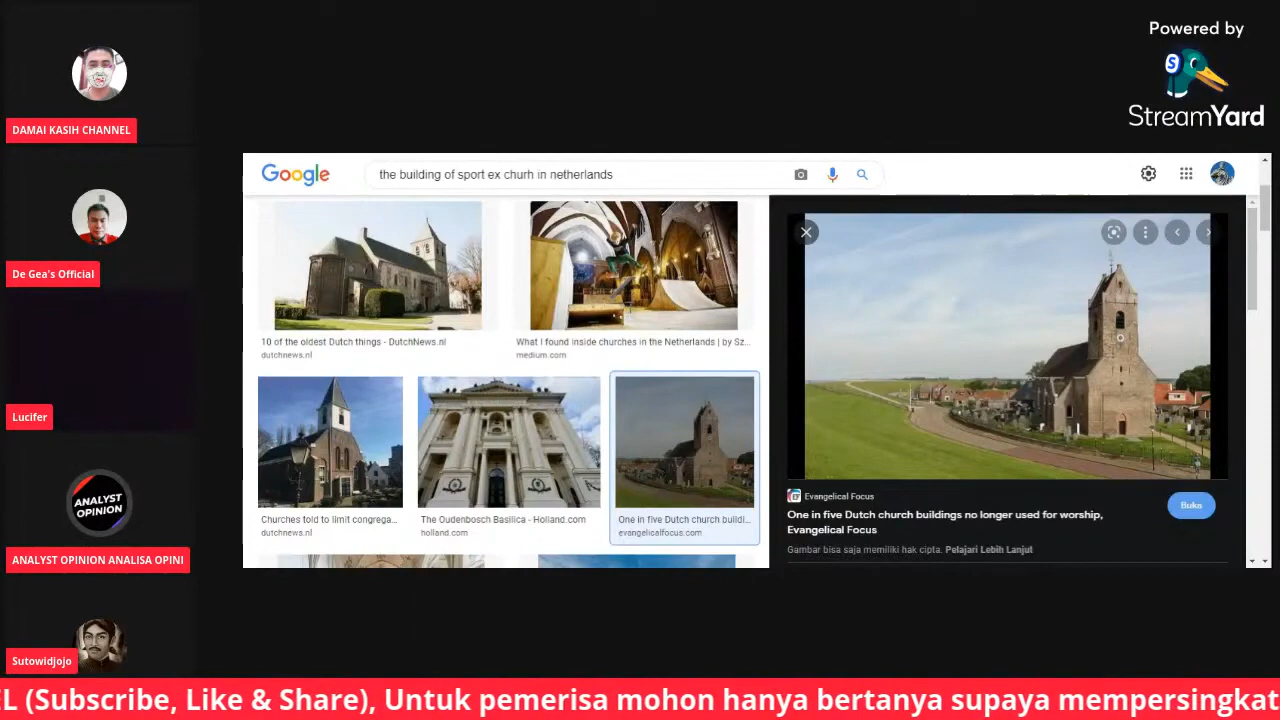 Powered by
StreamYard
DAMAI KASIH CHANNEL
De Gea's Official
Lucifer
ANALYST
OPINION
ANALYST OPINION ANALISA OPINI
Sutowidjojo
Google
the building of sport ex churh in netherlands
10 of the oldest Dutch things - DutchNews.nl
dutchnews.nl
What I found inside churches in the Netherlands | by Sz...
medium.com
Churches told to limit congrega...
dutchnews.nl
The Oudenbosch Basilica - Holland.com
holland.com
One in five Dutch church buildi...
evangelicalfocus.com
Evangelical Focus
Buka
One in five Dutch church buildings no longer used for worship,
Evangelical Focus
Gambar bisa saja memiliki hak cipta. Pelajari Lebih Lanjut
EL (Subscribe, Like & Share), Untuk pemerisa mohon hanya bertanya supaya mempersingkat